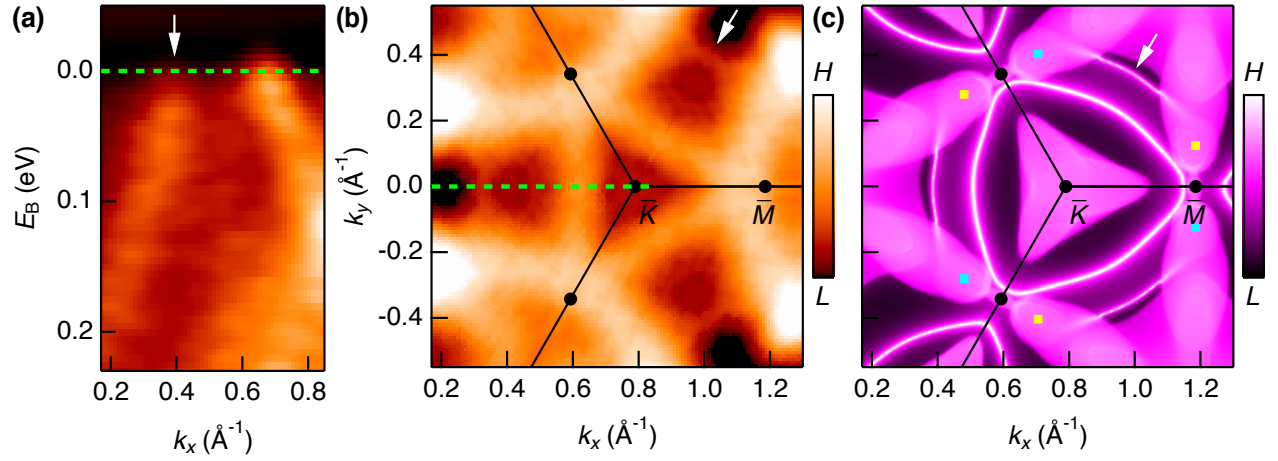 (a)
0.0
0.1
0.2
E_B (eV)
0.2 0.4 0.6 0.8
k_x (Å⁻¹)
(b)
0.4
0.2
0.0
-0.2
-0.4
k_y (Å⁻¹)
K̅
M̅
0.2 0.4 0.6 0.8 1.0 1.2
k_x (Å⁻¹)
H
L
(c)
K̅
M̅
0.2 0.4 0.6 0.8 1.0 1.2
k_x (Å⁻¹)
H
L